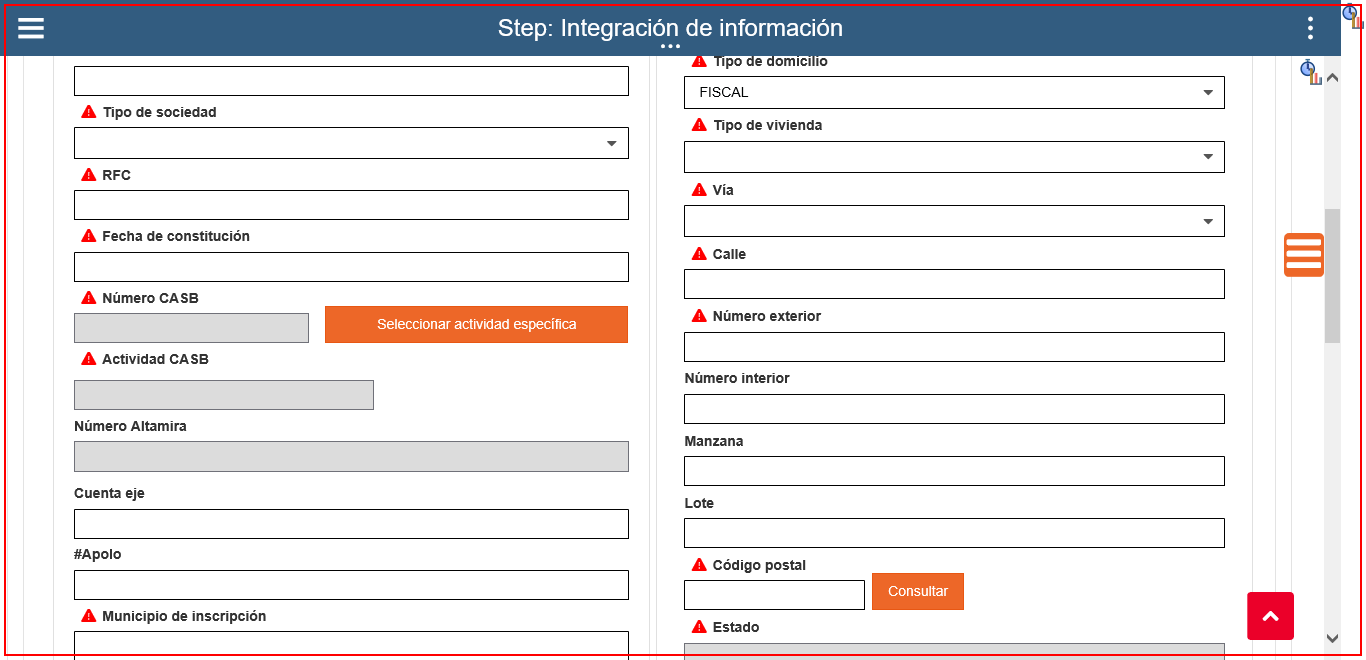 Step: Integración de información
Tipo de sociedad
RFC
Fecha de constitución
Número CASB
Seleccionar actividad específica
Actividad CASB
Número Altamira
Cuenta eje
#Apolo
Municipio de inscripción
Tipo de domicilio
FISCAL
Tipo de vivienda
Vía
Calle
Número exterior
Número interior
Manzana
Lote
Código postal
Consultar
Estado